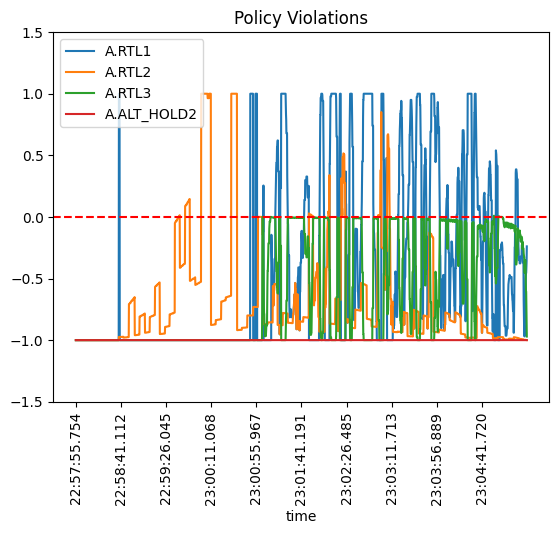 Policy Violations
1.5
1.0
0.5
0.0
−0.5
−1.0
−1.5
A.RTL1
A.RTL2
A.RTL3
A.ALT_HOLD2
22:57:55.754
22:58:41.112
22:59:26.045
23:00:11.068
23:00:55.967
23:01:41.191
23:02:26.485
23:03:11.713
23:03:56.889
23:04:41.720
time